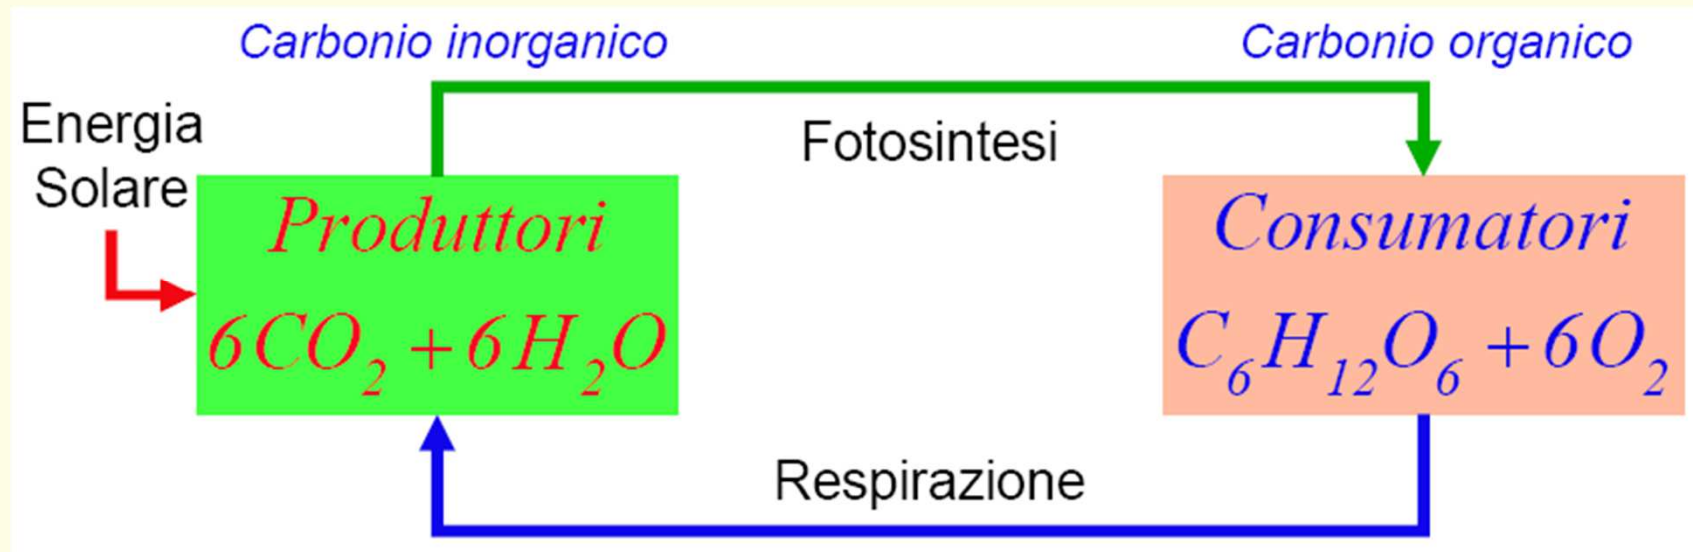 Carbonio inorganico
Carbonio organico
Energia
Solare
Fotosintesi
Produttori
6CO₂ + 6H₂O
Consumatori
C₆H₁₂O₆ + 6O₂
Respirazione